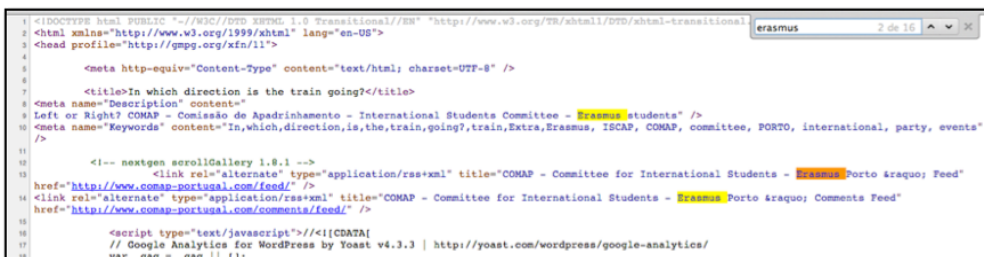 1 <!DOCTYPE html PUBLIC "-//W3C//DTD XHTML 1.0 Transitional//EN" "http://www.w3.org/TR/xhtml1/DTD/xhtml-transitional.
erasmus 2 de 16
2 <html xmlns="http://www.w3.org/1999/xhtml" lang="en-US">
3 <head profile="http://gmpg.org/xfn/11">
4
5 <meta http-equiv="Content-Type" content="text/html; charset=UTF-8" />
6
7 <title>In which direction is the train going?</title>
8 <meta name="Description" content="
9 Left or Right? COMAP - Comissão de Apadrinhamento - International Students Committee - Erasmus students" />
10 <meta name="Keywords" content="In,which,direction,is,the,train,going?,train,Extra,Erasmus, ISCAP, COMAP, committee, PORTO, international, party, events"
/>
11
12 <!-- nextgen scrollGallery 1.8.1 -->
13 <link rel="alternate" type="application/rss+xml" title="COMAP - Committee for International Students - Erasmus Porto &raquo; Feed"
href="http://www.comap-portugal.com/feed/" />
14 <link rel="alternate" type="application/rss+xml" title="COMAP - Committee for International Students - Erasmus Porto &raquo; Comments Feed"
href="http://www.comap-portugal.com/comments/feed/" />
15
16 <script type="text/javascript">//<![CDATA[
17 // Google Analytics for WordPress by Yoast v4.3.3 | http://yoast.com/wordpress/google-analytics/
18 var _gaq = _gaq || [];